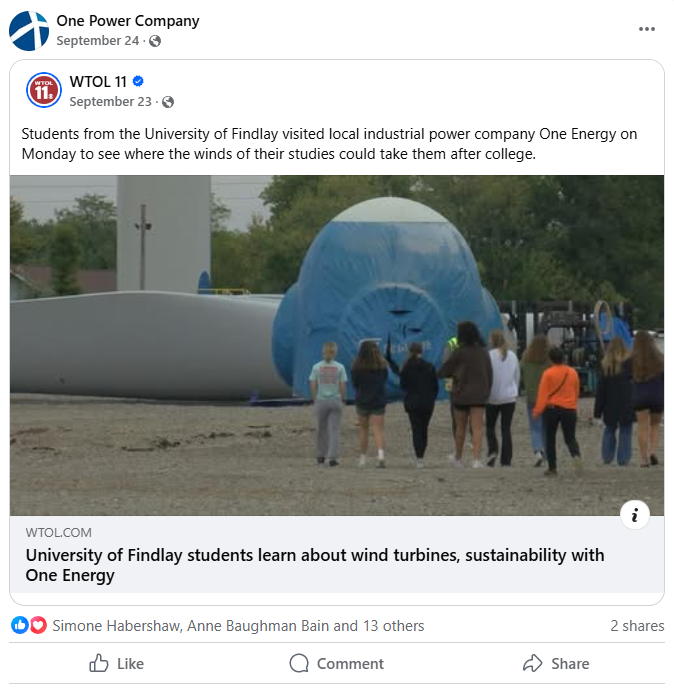 One Power Company
September 24 ·
WTOL 11
September 23 ·
Students from the University of Findlay visited local industrial power company One Energy on
Monday to see where the winds of their studies could take them after college.
WTOL.COM
University of Findlay students learn about wind turbines, sustainability with
One Energy
Simone Habershaw, Anne Baughman Bain and 13 others
2 shares
Like
Comment
Share